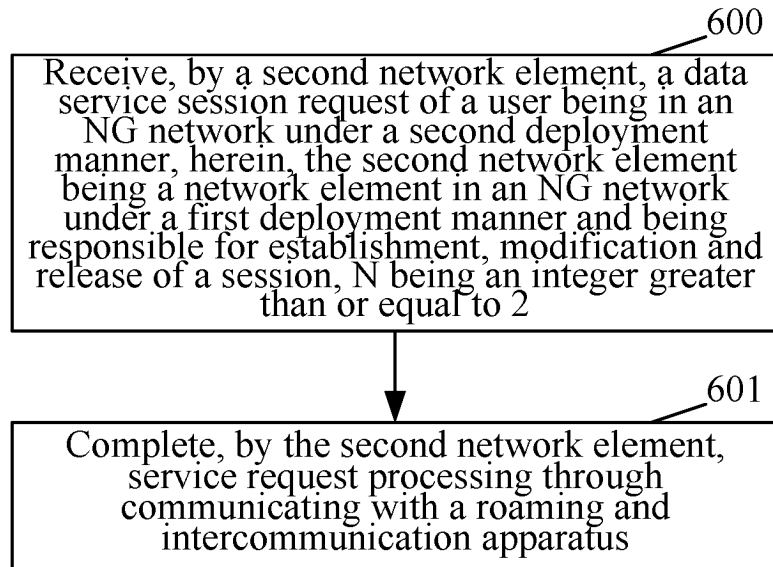 600
Receive, by a second network element, a data
service session request of a user being in an
NG network under a second deployment
manner, herein, the second network element
being a network element in an NG network
under a first deployment manner and being
responsible for establishment, modification and
release of a session, N being an integer greater
than or equal to 2
601
Complete, by the second network element,
service request processing through
communicating with a roaming and
intercommunication apparatus